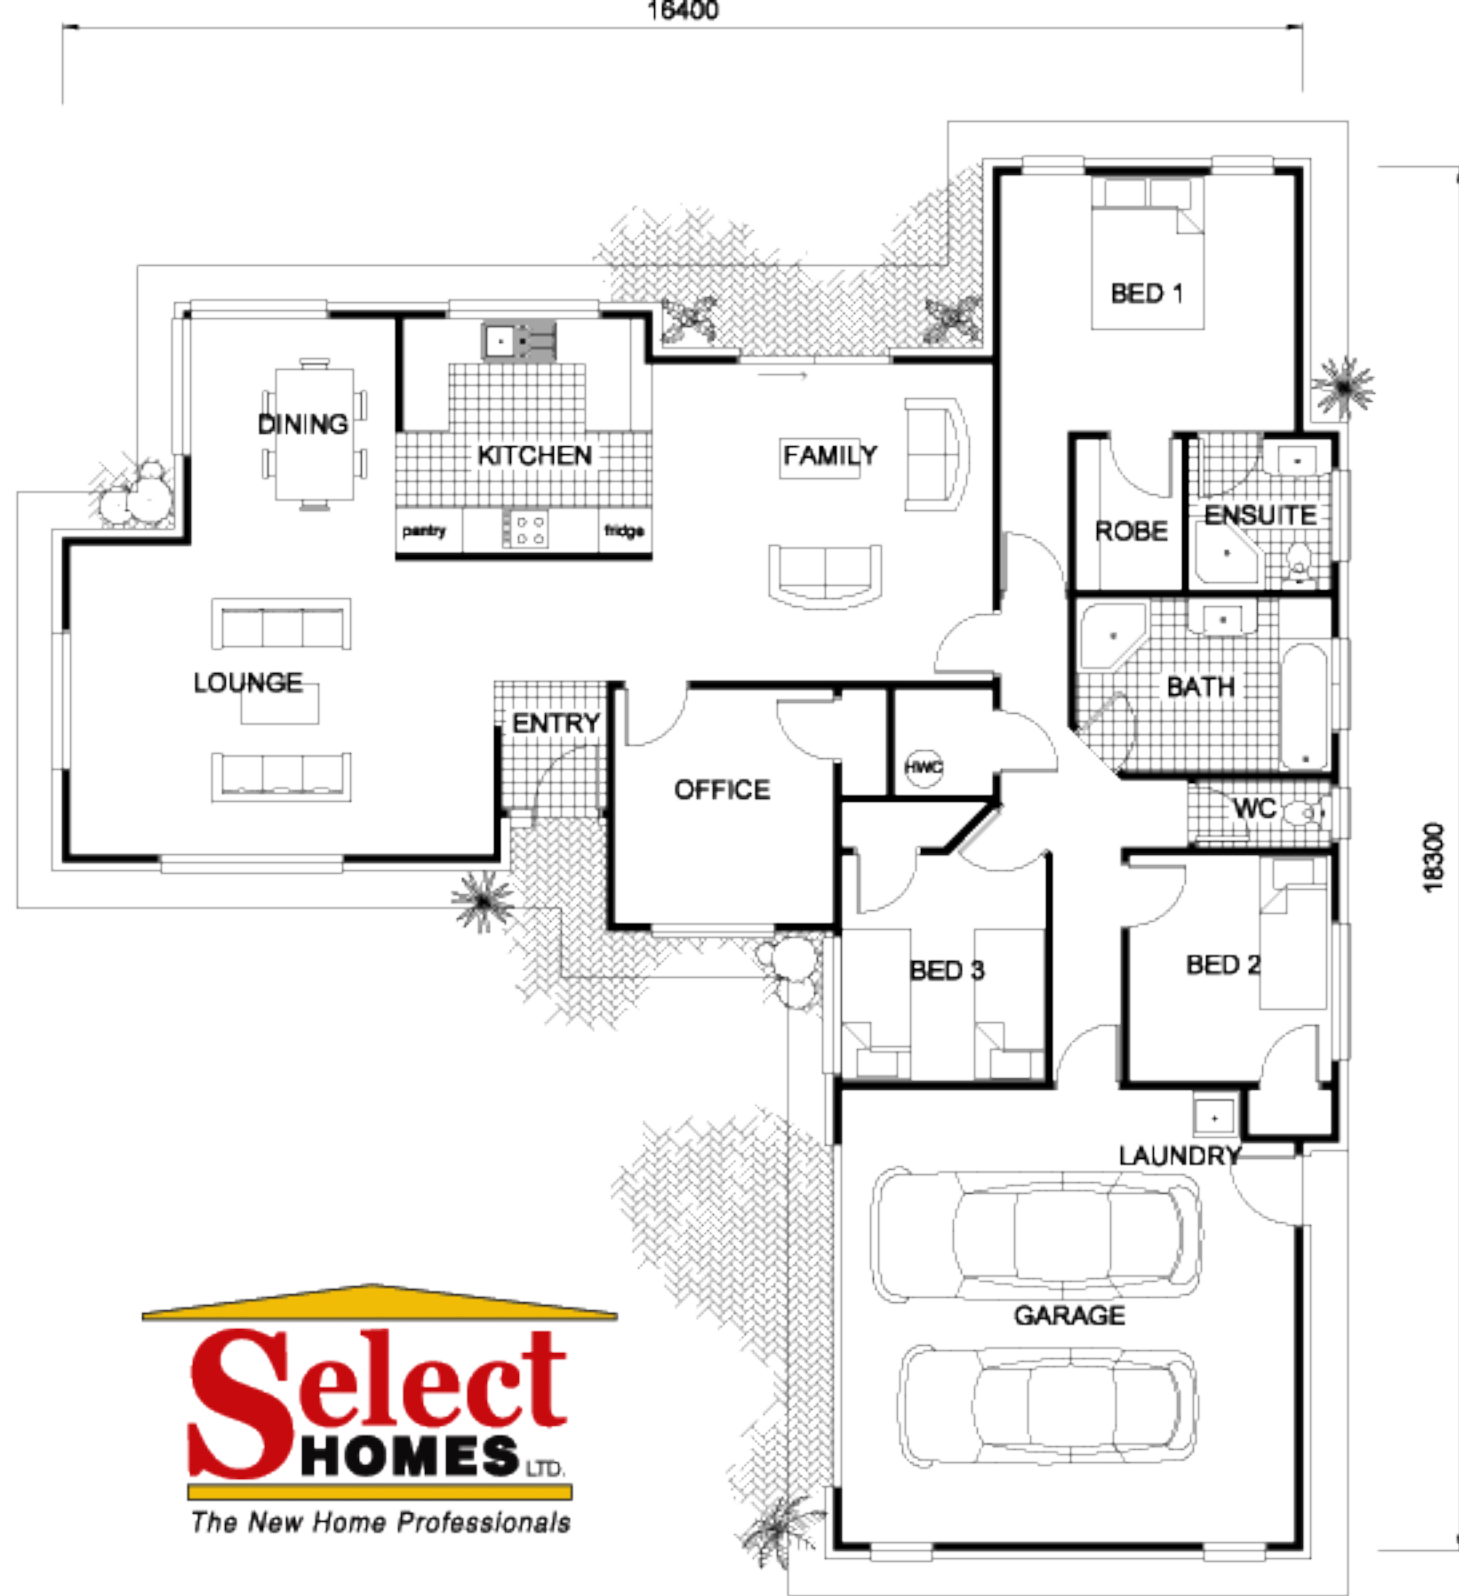 16400
BED 1
DINING
KITCHEN
FAMILY
pantry
fridge
ROBE
ENSUITE
LOUNGE
ENTRY
BATH
OFFICE
HWC
WC
18300
BED 3
BED 2
LAUNDRY
GARAGE
Select
HOMES LTD.
The New Home Professionals